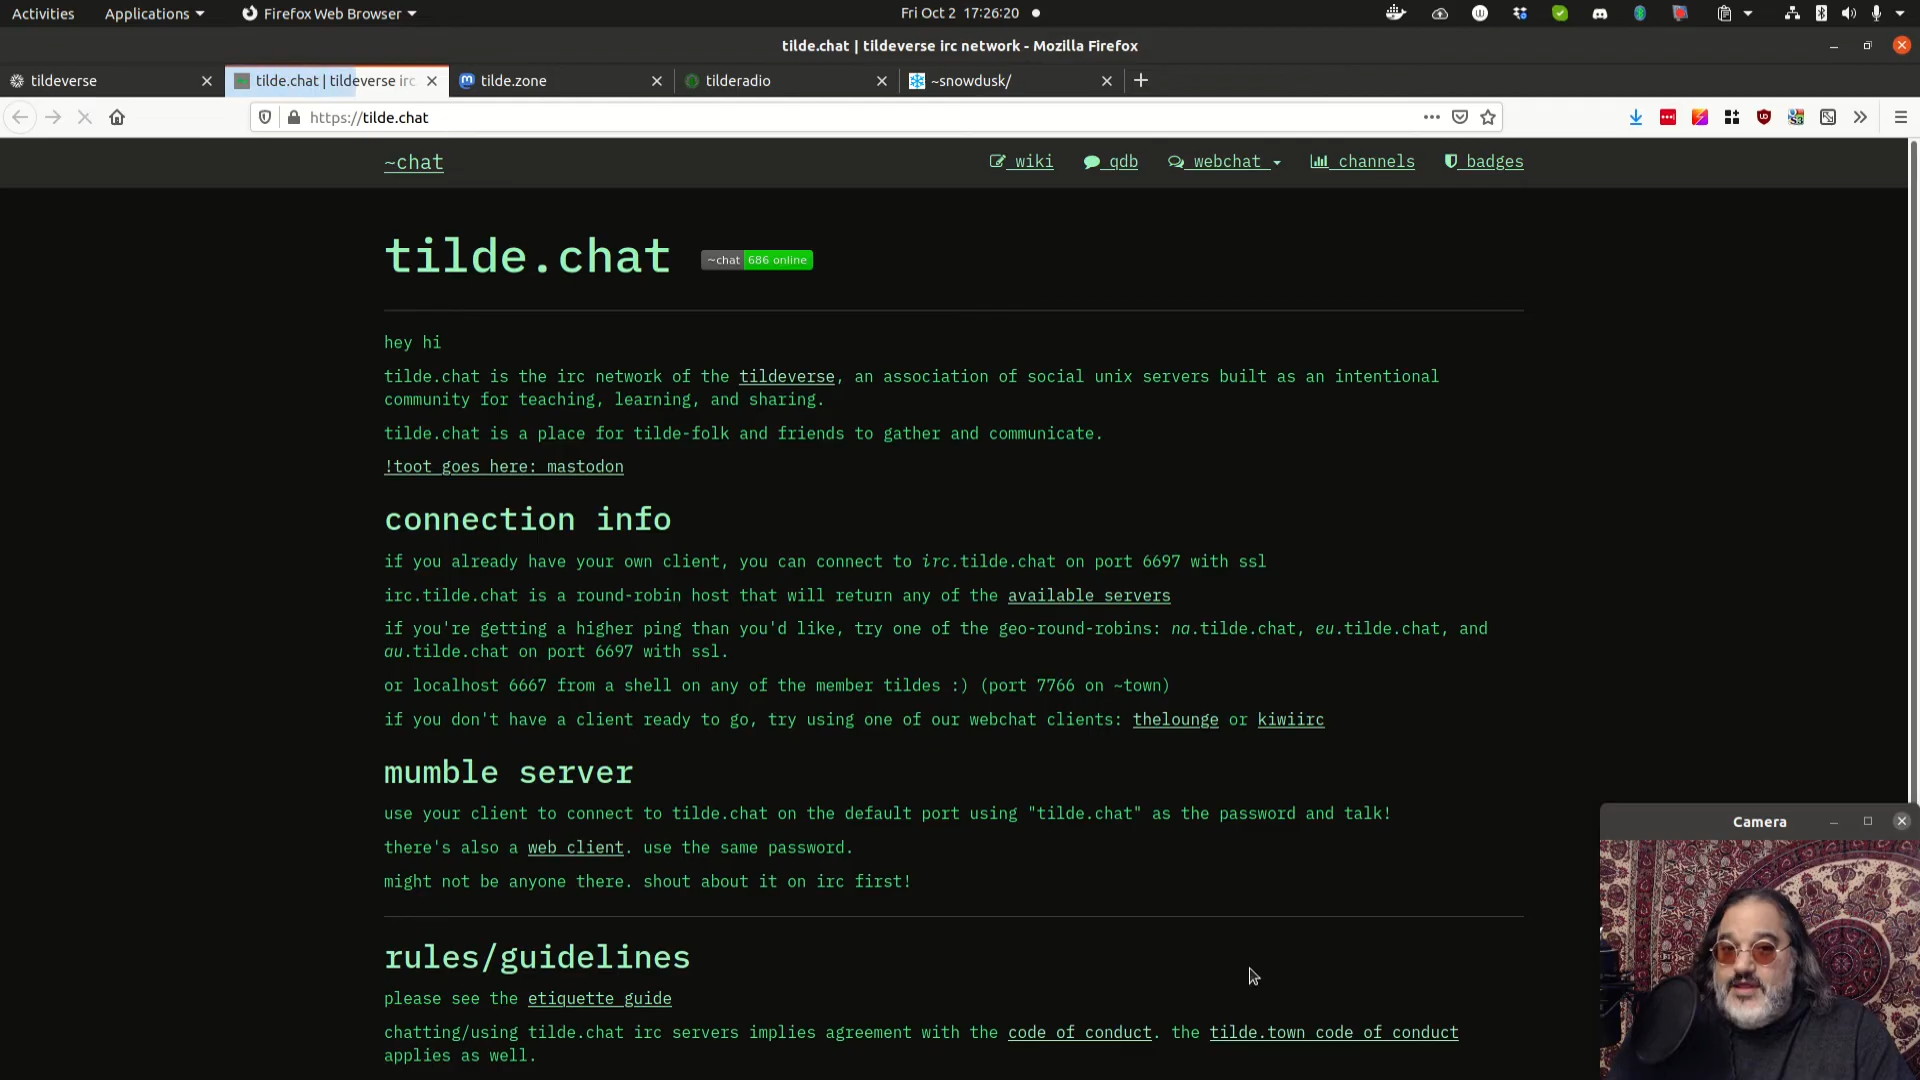 Activities Applications Firefox Web Browser Fri Oct 2 17:26:20
tilde.chat | tildeverse irc network - Mozilla Firefox
tildeverse tilde.chat | tildeverse irc tilde.zone tilderadio ~snowdusk/
https://tilde.chat
~chat wiki qdb webchat channels badges
tilde.chat ~chat 686 online
hey hi
tilde.chat is the irc network of the tildeverse, an association of social unix servers built as an intentional
community for teaching, learning, and sharing.
tilde.chat is a place for tilde-folk and friends to gather and communicate.
!toot goes here: mastodon
connection info
if you already have your own client, you can connect to irc.tilde.chat on port 6697 with ssl
irc.tilde.chat is a round-robin host that will return any of the available servers
if you're getting a higher ping than you'd like, try one of the geo-round-robins: na.tilde.chat, eu.tilde.chat, and
au.tilde.chat on port 6697 with ssl.
or localhost 6667 from a shell on any of the member tildes :) (port 7766 on ~town)
if you don't have a client ready to go, try using one of our webchat clients: thelounge or kiwiirc
mumble server
use your client to connect to tilde.chat on the default port using "tilde.chat" as the password and talk!
there's also a web client. use the same password.
might not be anyone there. shout about it on irc first!
Camera
rules/guidelines
please see the etiquette guide
chatting/using tilde.chat irc servers implies agreement with the code of conduct. the tilde.town code of conduct
applies as well.